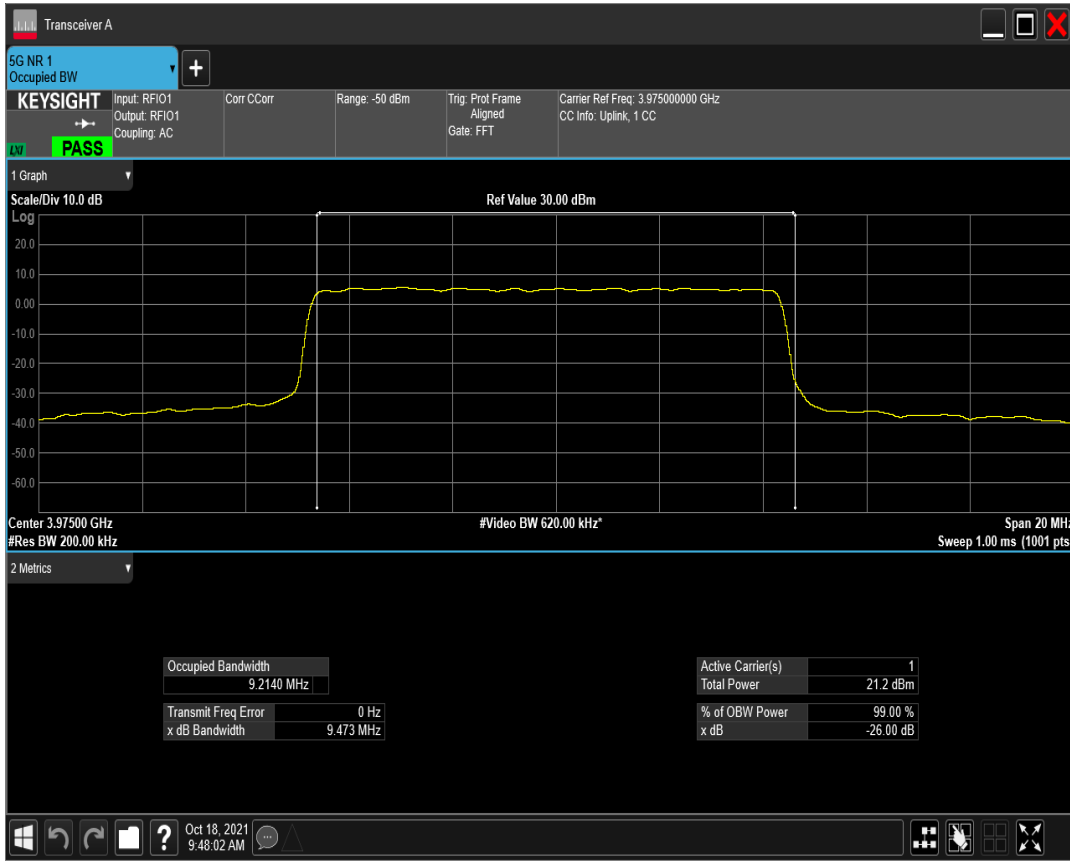 Transceiver A
5G NR 1
Occupied BW
KEYSIGHT
Input: RFIO1
Output: RFIO1
Coupling: AC
Corr CCorr
Range: -50 dBm
Trig: Prot Frame
Aligned
Gate: FFT
Carrier Ref Freq: 3.975000000 GHz
CC Info: Uplink, 1 CC
LXI
PASS
1 Graph
Scale/Div 10.0 dB
Ref Value 30.00 dBm
Log
20.0
10.0
0.00
-10.0
-20.0
-30.0
-40.0
-50.0
-60.0
Center 3.97500 GHz
#Video BW 620.00 kHz*
Span 20 MHz
#Res BW 200.00 kHz
Sweep 1.00 ms (1001 pts
2 Metrics
Occupied Bandwidth
9.2140 MHz
Transmit Freq Error 0 Hz
x dB Bandwidth 9.473 MHz
Active Carrier(s) 1
Total Power 21.2 dBm
% of OBW Power 99.00 %
x dB -26.00 dB
Oct 18, 2021
9:48:02 AM